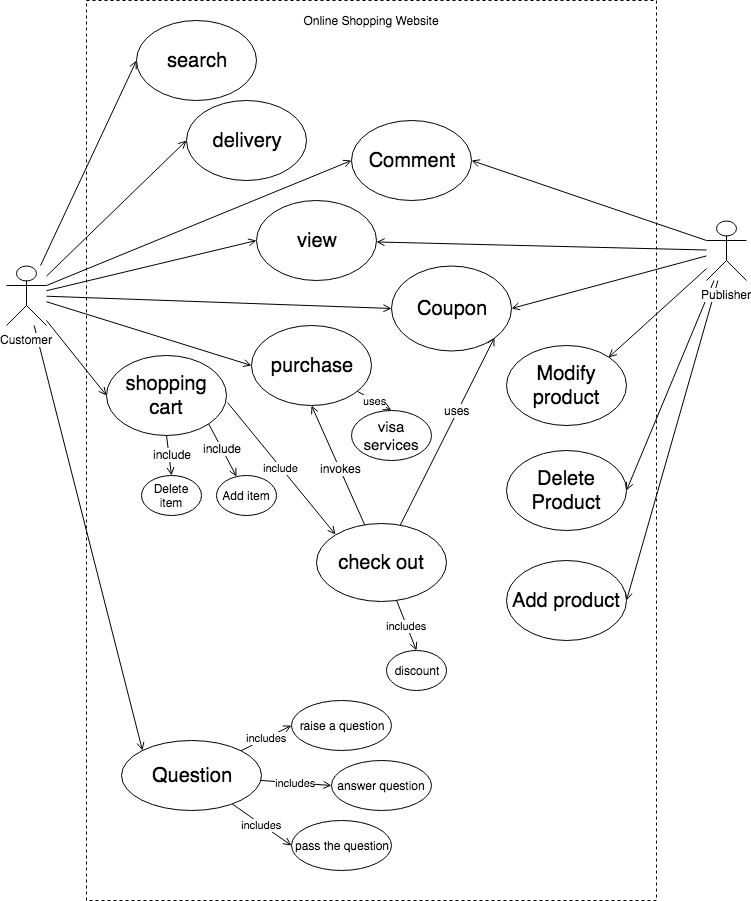 Online Shopping Website
search
delivery
Comment
view
Coupon
Publisher
Customer
purchase
shopping
cart
Modify
product
uses
uses
visa
services
include
include
include
invokes
Delete
item
Add item
Delete
Product
check out
Add product
includes
discount
raise a question
includes
Question
includes
answer question
includes
pass the question